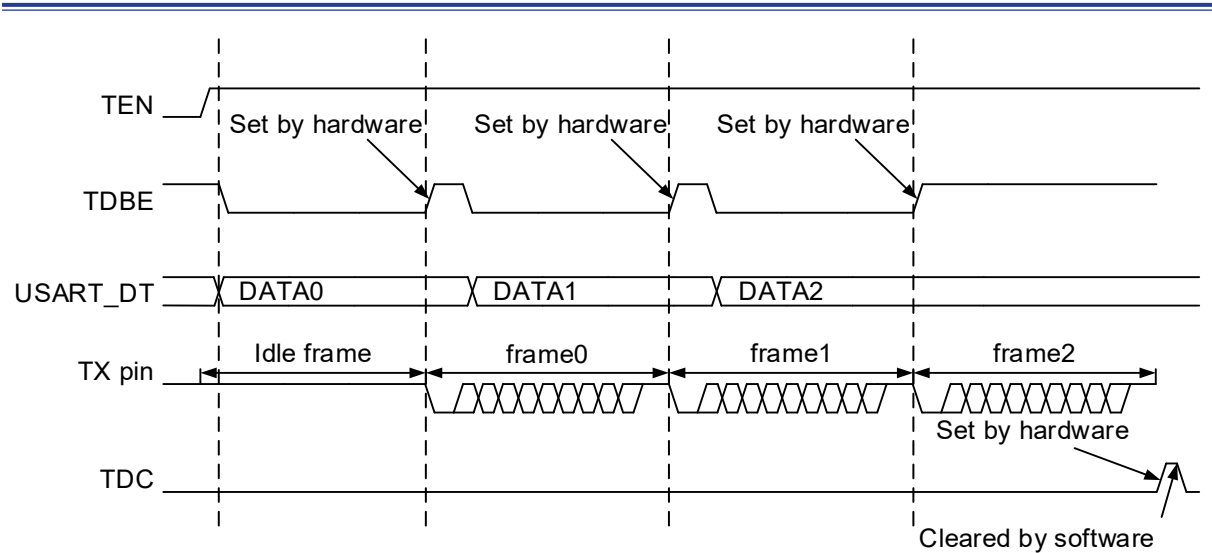 TEN
Set by hardware Set by hardware Set by hardware
TDBE
USART_DT DATA0 DATA1 DATA2
Idle frame frame0 frame1 frame2
TX pin
Set by hardware
TDC
Cleared by software